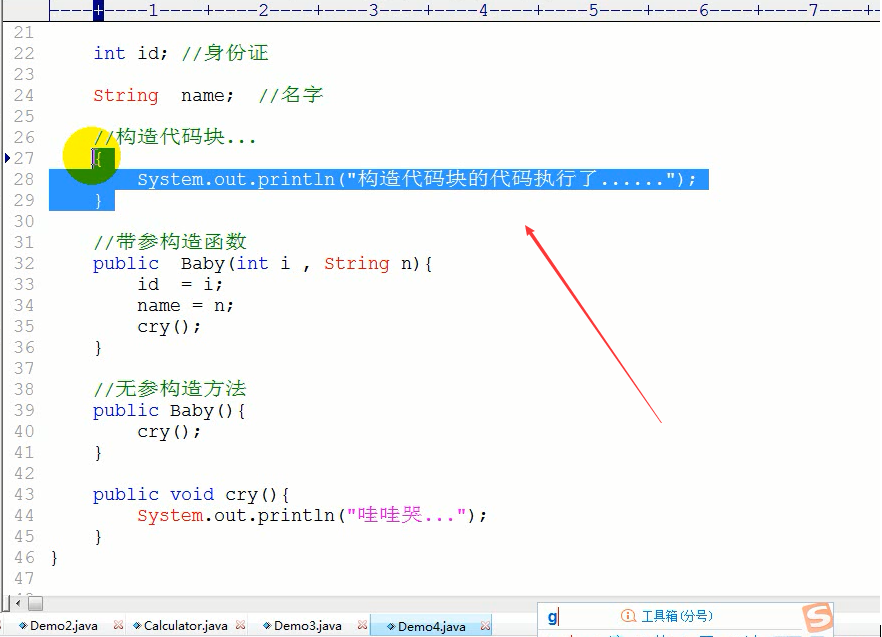 ----+----1----+----2----+----3----+----4----+----5----+----6----+----7----+
21
22 int id; //身份证
23
24 String name; //名字
25
26 //构造代码块...
27 {
28 System.out.println("构造代码块的代码执行了......");
29 }
30
31 //带参构造函数
32 public Baby(int i , String n){
33 id = i;
34 name = n;
35 cry();
36 }
37
38 //无参构造方法
39 public Baby(){
40 cry();
41 }
42
43 public void cry(){
44 System.out.println("哇哇哭...");
45 }
46 }
47
Demo2.java Calculator.java Demo3.java Demo4.java
g 工具箱(分号)